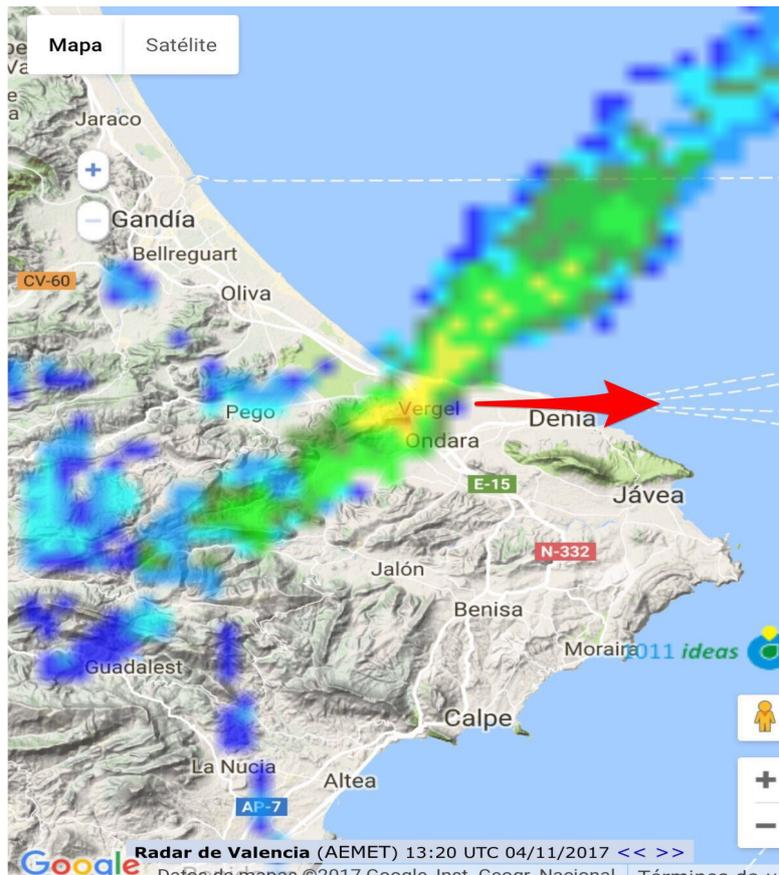 Mapa
Satélite
Jaraco
Gandía
Bellreguart
CV-60
Oliva
Pego
Vergel
Denia
Ondara
E-15
Jávea
N-332
Jalón
Benisa
Moraira
1011 ideas
Guadalest
Calpe
La Nucia
Altea
AP-7
Radar de Valencia (AEMET) 13:20 UTC 04/11/2017 << >>
Google
Datos de mapas ©2017 Google, Inst. Geogr. Nacional
Términos de